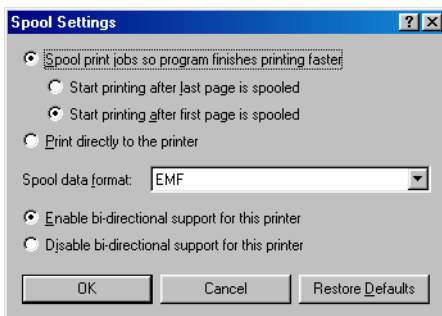 Spool Settings
Spool print jobs so program finishes printing faster
Start printing after last page is spooled
Start printing after first page is spooled
Print directly to the printer
Spool data format: EMF
Enable bi-directional support for this printer
Disable bi-directional support for this printer
OK Cancel Restore Defaults